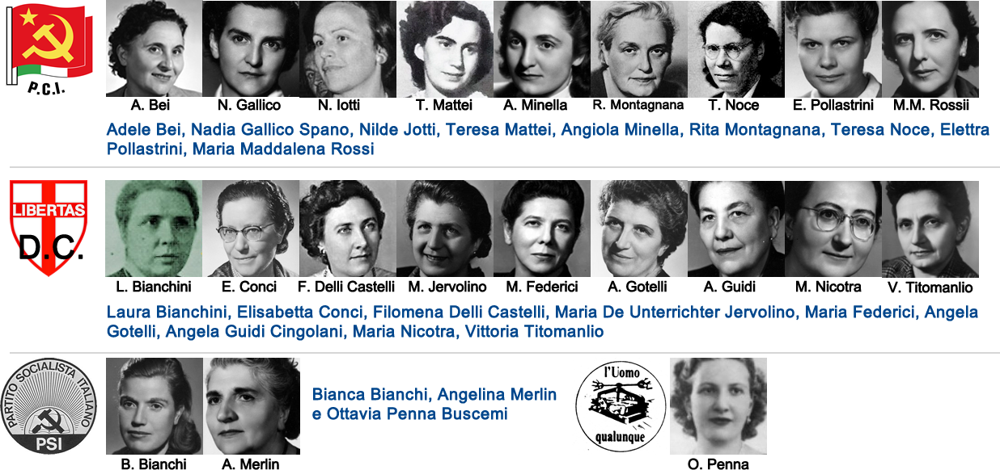 P.C.I.
A. Bei N. Gallico N. Iotti T. Mattei A. Minella R. Montagnana T. Noce E. Pollastrini M.M. Rossii
Adele Bei, Nadia Gallico Spano, Nilde Jotti, Teresa Mattei, Angiola Minella, Rita Montagnana, Teresa Noce, Elettra
Pollastrini, Maria Maddalena Rossi
LIBERTAS
D.C.
L. Bianchini E. Conci F. Delli Castelli M. Jervolino M. Federici A. Gotelli A. Guidi M. Nicotra V. Titomanlio
Laura Bianchini, Elisabetta Conci, Filomena Delli Castelli, Maria De Unterrichter Jervolino, Maria Federici, Angela
Gotelli, Angela Guidi Cingolani, Maria Nicotra, Vittoria Titomanlio
PARTITO SOCIALISTA ITALIANO
PSI
B. Bianchi A. Merlin
Bianca Bianchi, Angelina Merlin
e Ottavia Penna Buscemi
l'Uomo
qualunque
O. Penna